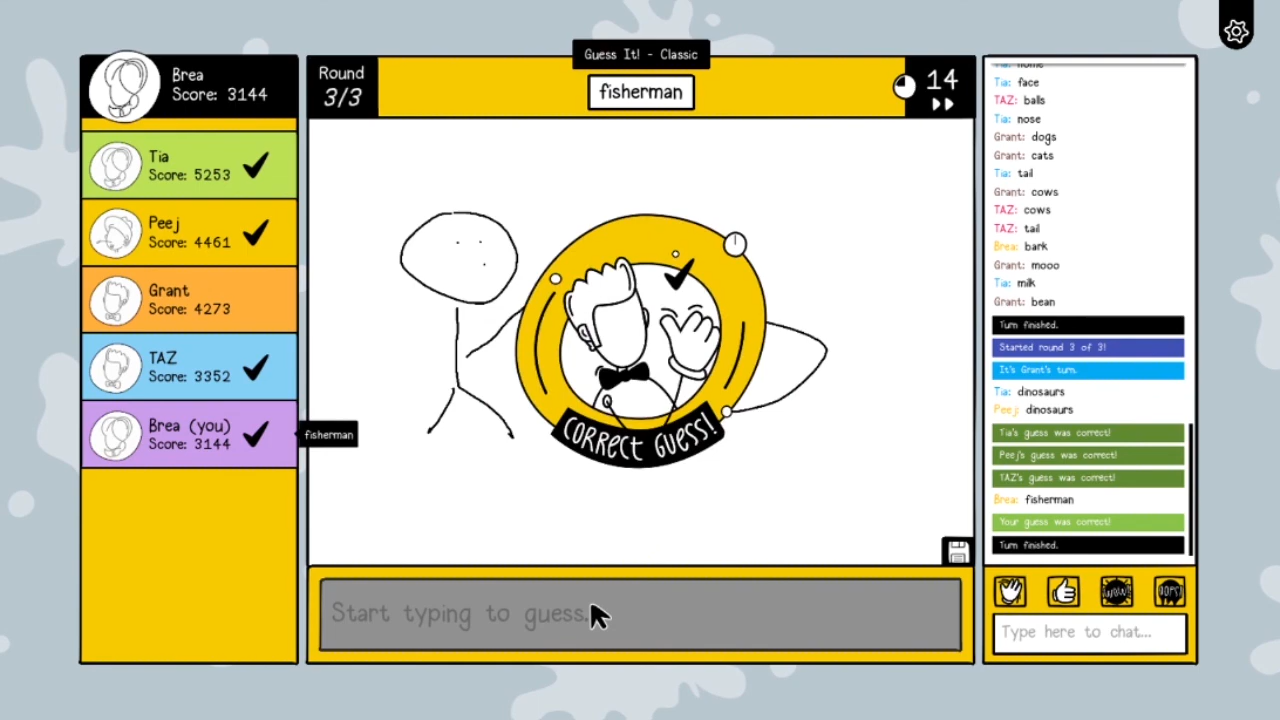 Guess It! - Classic
Brea
Score: 3144
Round
3/3
fisherman
14
Tia
Score: 5253
Peej
Score: 4461
Grant
Score: 4273
TAZ
Score: 3352
Brea (you)
Score: 3144
fisherman
CORRECT GUESS!
Start typing to guess..
Tia: home
Tia: face
TAZ: balls
Tia: nose
Grant: dogs
Grant: cats
Tia: tail
Grant: cows
TAZ: cows
TAZ: tail
Brea: bark
Grant: mooo
Tia: milk
Grant: bean
Turn finished.
Started round 3 of 3!
It's Grant's turn.
Tia: dinosaurs
Peej: dinosaurs
Tia's guess was correct!
Peej's guess was correct!
TAZ's guess was correct!
Brea: fisherman
Your guess was correct!
Turn finished.
WOW!
OOPS!
Type here to chat...